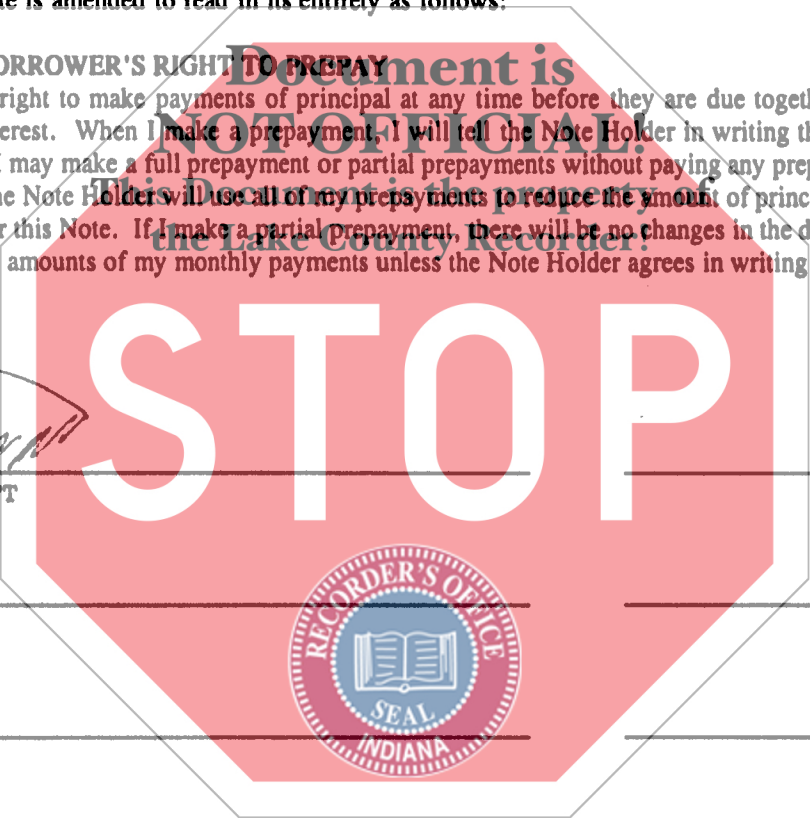 is amended to read in its entirety as follows:
ORROWER'S RIGHT TO PREPAY
Document is
right to make payments of principal at any time before they are due togeth
NOT OFFICIAL!
erest. When I make a prepayment, I will tell the Note Holder in writing th
I may make a full prepayment or partial prepayments without paying any prep
This Document is the property of
he Note Holder will use all of my prepayments to reduce the amount of princ
r this Note. If I make a partial prepayment, there will be no changes in the d
the Lake County Recorder!
amounts of my monthly payments unless the Note Holder agrees in writing
STOP
PT
RECORDER'S OFFICE
SEAL
INDIANA